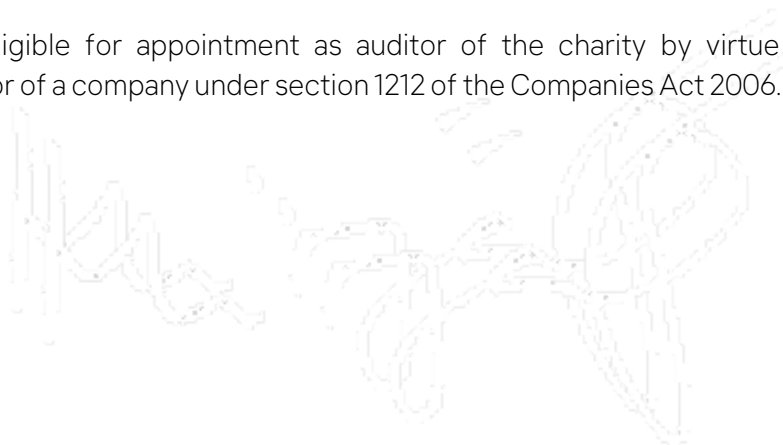 igible for appointment as auditor of the charity by virtue
or of a company under section 1212 of the Companies Act 2006.